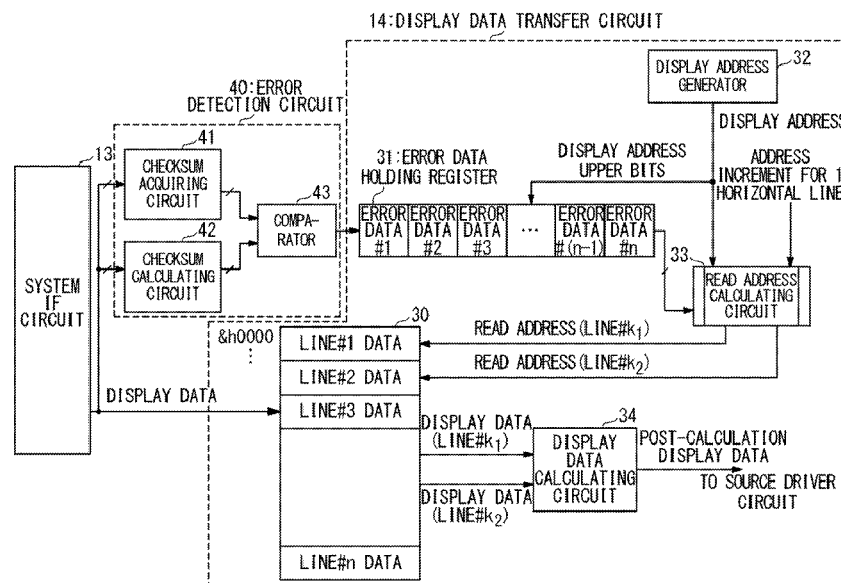 14:DISPLAY DATA TRANSFER CIRCUIT
32
DISPLAY ADDRESS
GENERATOR
40:ERROR
DETECTION CIRCUIT
DISPLAY ADDRESS
13
41
CHECKSUM
ACQUIRING
CIRCUIT
43
COMPA-
RATOR
42
CHECKSUM
CALCULATING
CIRCUIT
SYSTEM
IF
CIRCUIT
31:ERROR DATA
HOLDING REGISTER
DISPLAY ADDRESS
UPPER BITS
ADDRESS
INCREMENT FOR 1
HORIZONTAL LINE
ERROR DATA #1
ERROR DATA #2
ERROR DATA #3
...
ERROR DATA #(n-1)
ERROR DATA #n
33
READ ADDRESS
CALCULATING
CIRCUIT
&h0000
⋮
30
READ ADDRESS(LINE#k₁)
READ ADDRESS(LINE#k₂)
LINE#1 DATA
LINE#2 DATA
LINE#3 DATA
LINE#n DATA
DISPLAY DATA
DISPLAY DATA
(LINE#k₁)
DISPLAY DATA
(LINE#k₂)
34
DISPLAY
DATA
CALCULATING
CIRCUIT
POST-CALCULATION
DISPLAY DATA
TO SOURCE DRIVER
CIRCUIT